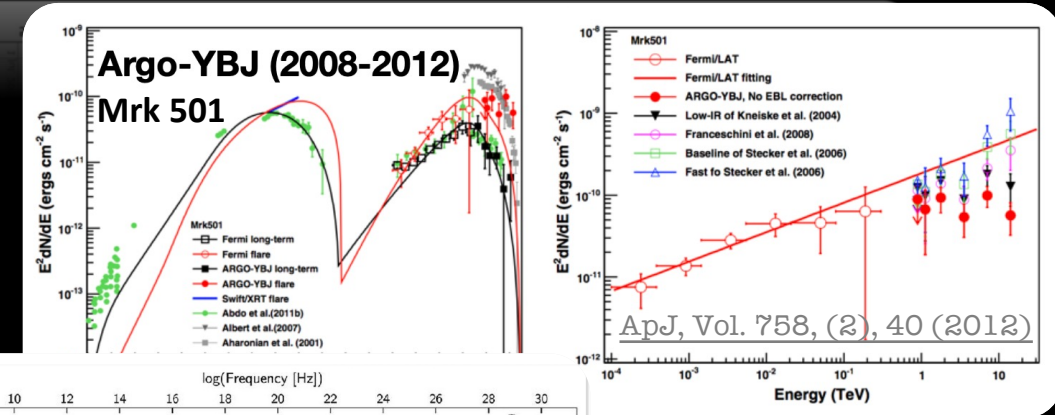 Argo-YBJ (2008-2012)
Mrk 501
10⁻⁹
10⁻¹⁰
10⁻¹¹
10⁻¹²
10⁻¹³
E²dN/dE (ergs cm⁻² s⁻¹)
Mrk501
Fermi long-term
Fermi flare
ARGO-YBJ long-term
ARGO-YBJ flare
Swift/XRT flare
Abdo et al.(2011b)
Albert et al.(2007)
Aharonian et al. (2001)
log(Frequency [Hz])
10 12 14 16 18 20 22 24 26 28 30
10⁻⁸
10⁻⁹
10⁻¹⁰
10⁻¹¹
10⁻¹²
E²dN/dE (ergs cm⁻² s⁻¹)
Mrk501
Fermi/LAT
Fermi/LAT fitting
ARGO-YBJ, No EBL correction
Low-IR of Kneiske et al. (2004)
Franceschini et al. (2008)
Baseline of Stecker et al. (2006)
Fast fo Stecker et al. (2006)
ApJ, Vol. 758, (2), 40 (2012)
10⁻⁴ 10⁻³ 10⁻² 10⁻¹ 1 10
Energy (TeV)